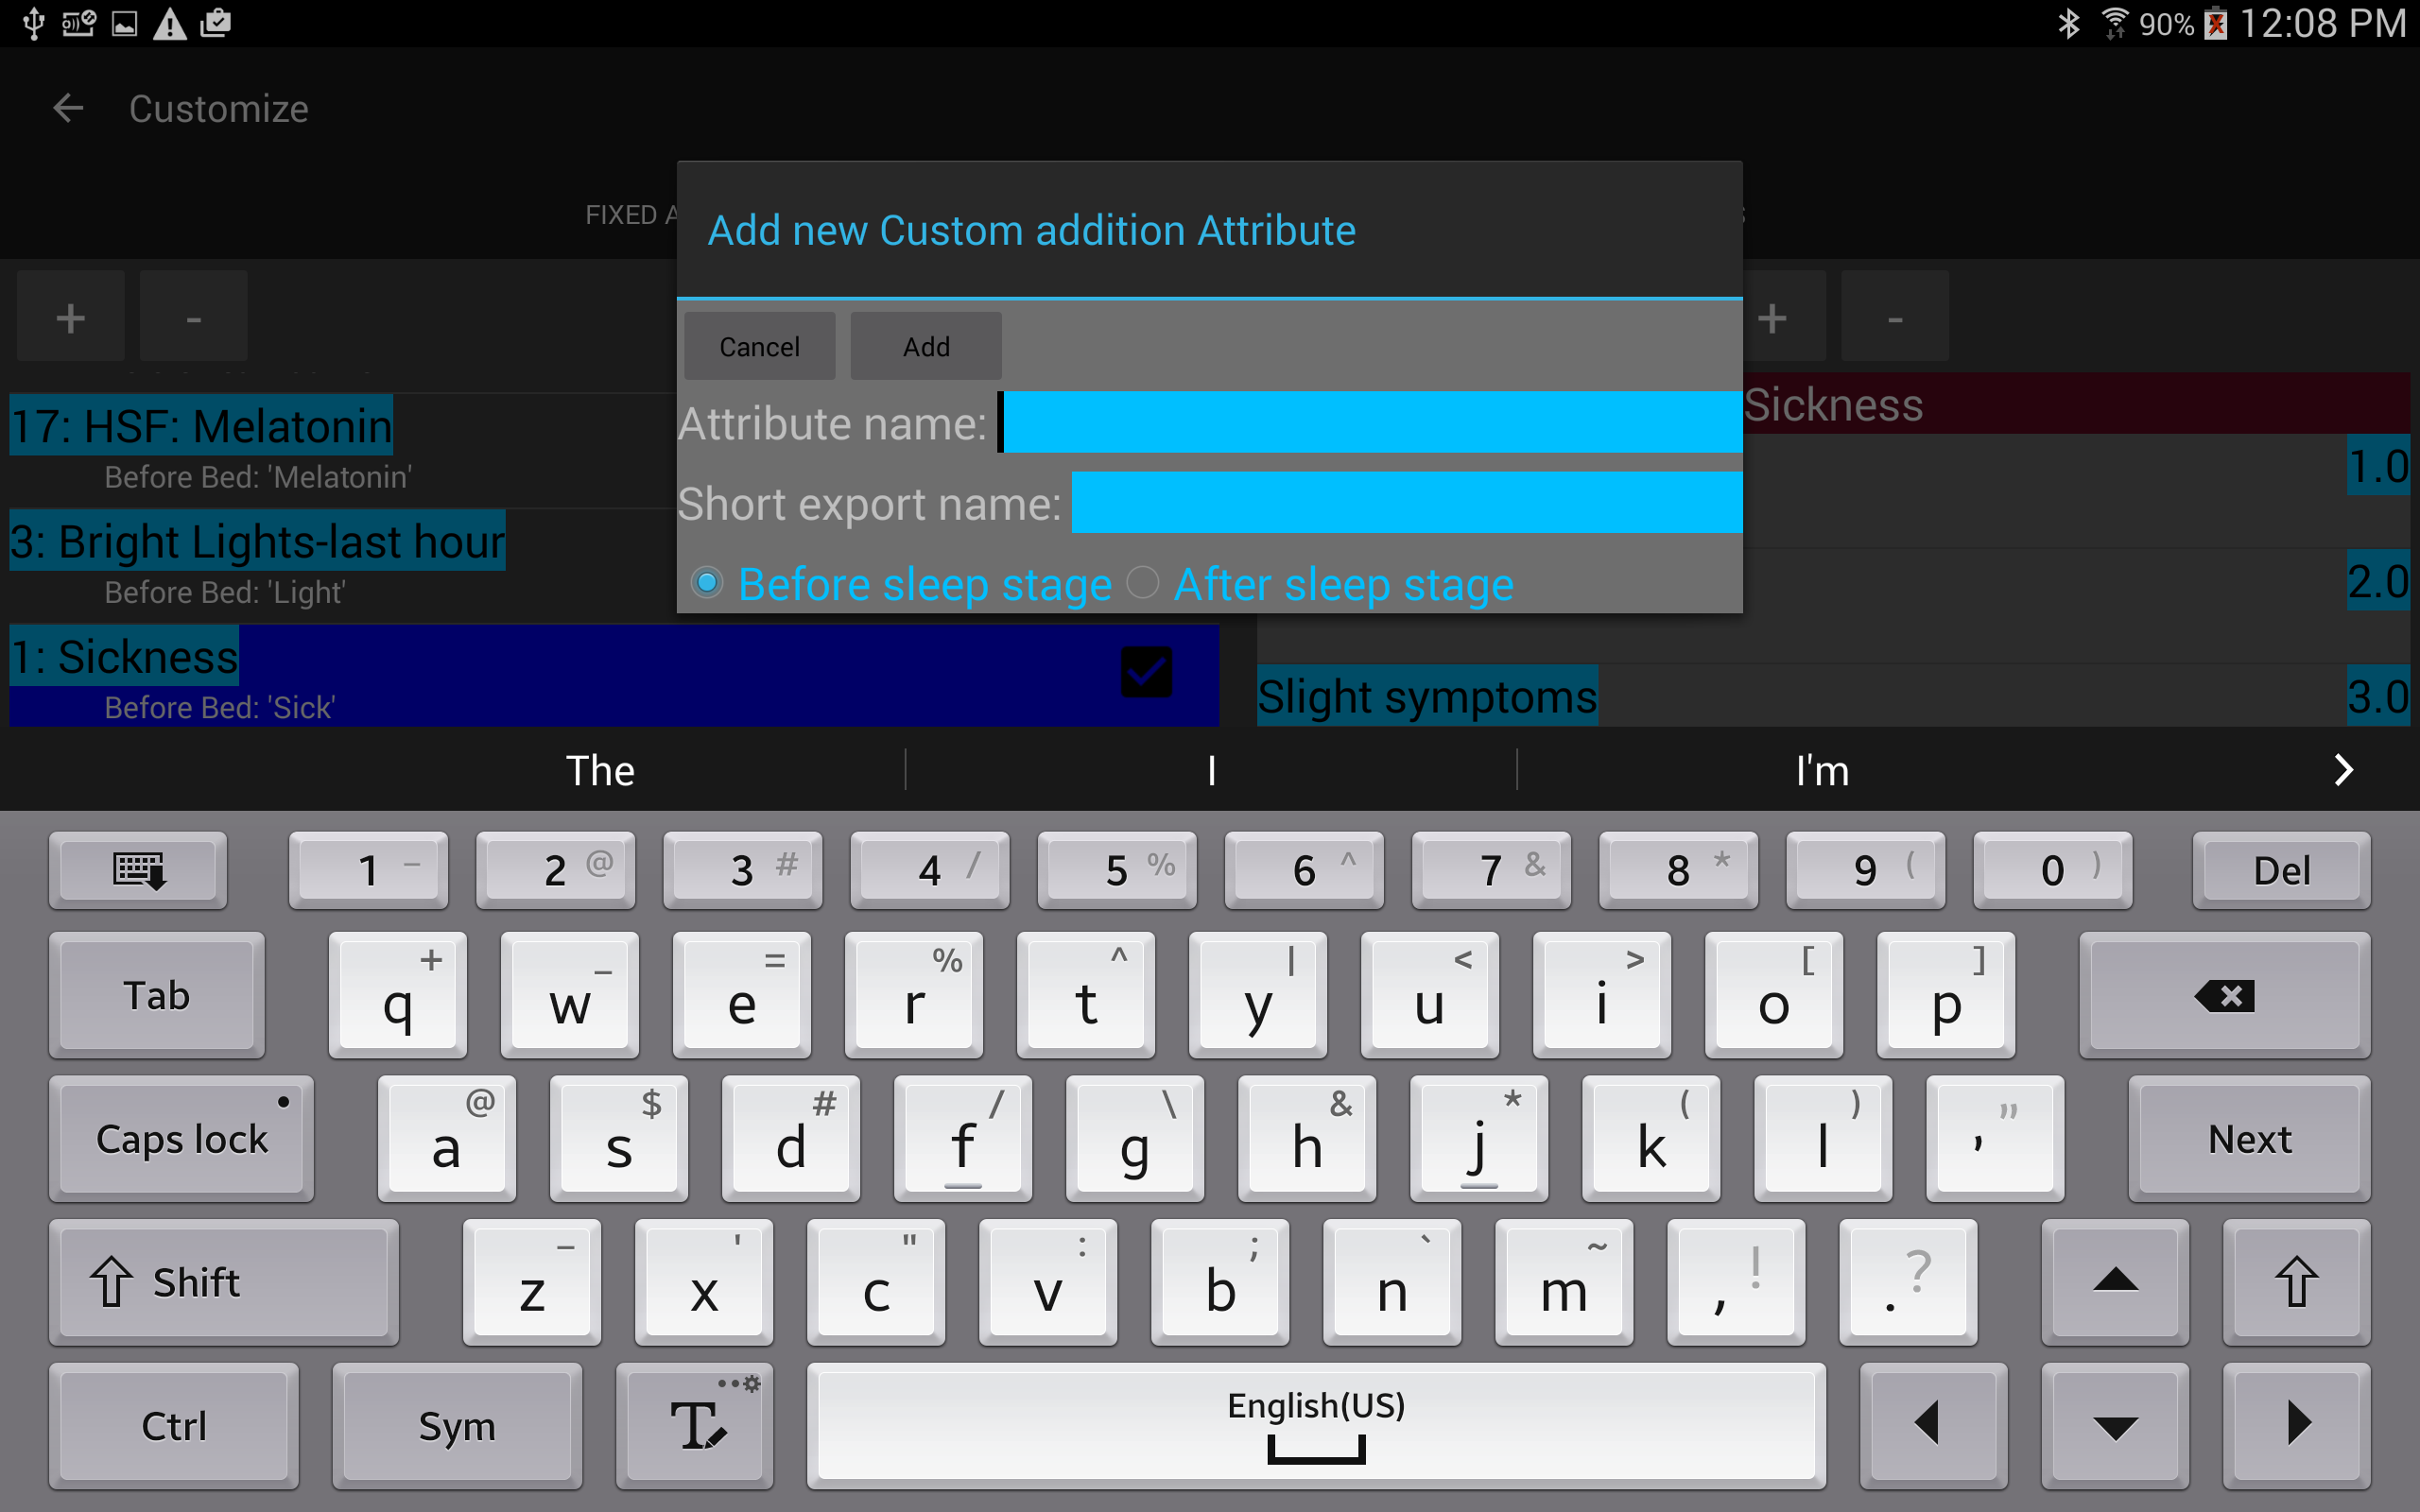 90% 12:08 PM
Customize
FIXED A
Add new Custom addition Attribute
+ -
Cancel Add
+ -
Attribute name:
Sickness
17: HSF: Melatonin
Before Bed: 'Melatonin'
1.0
Short export name:
3: Bright Lights-last hour
Before Bed: 'Light'
2.0
Before sleep stage After sleep stage
1: Sickness
Before Bed: 'Sick'
Slight symptoms 3.0
The I I'm
1 – 2 @ 3 # 4 / 5 % 6 ^ 7 & 8 * 9 ( 0 ) Del
Tab q + w _ e = r % t ^ y | u < i > o [ p ]
Caps lock a @ s $ d # f / g \ h & j * k ( l ) ' " Next
Shift z – x ' c " v : b ; n ` m ~ , ! . ?
Ctrl Sym T English(US)